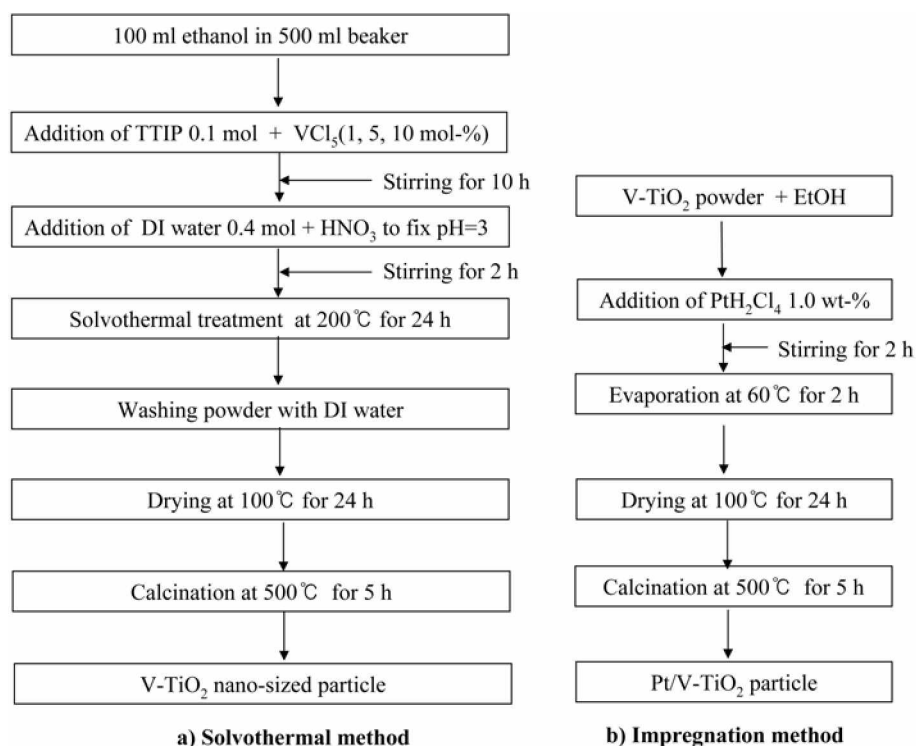 100 ml ethanol in 500 ml beaker
Addition of TTIP 0.1 mol + VCl₅(1, 5, 10 mol-%)
Stirring for 10 h
Addition of DI water 0.4 mol + HNO₃ to fix pH=3
Stirring for 2 h
Solvothermal treatment at 200℃ for 24 h
Washing powder with DI water
Drying at 100℃ for 24 h
Calcination at 500℃ for 5 h
V-TiO₂ nano-sized particle
a) Solvothermal method
V-TiO₂ powder + EtOH
Addition of PtH₂Cl₄ 1.0 wt-%
Stirring for 2 h
Evaporation at 60℃ for 2 h
Drying at 100℃ for 24 h
Calcination at 500℃ for 5 h
Pt/V-TiO₂ particle
b) Impregnation method